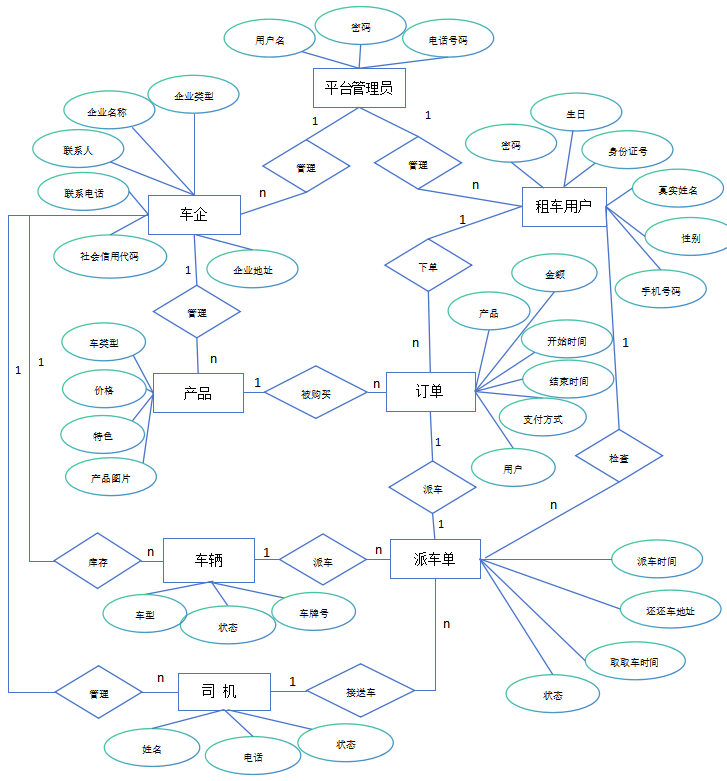 密码
用户名
电话号码
平台管理员
企业类型
企业名称
生日
1
1
密码
联系人
身份证号
管理
管理
n
n
联系电话
真实姓名
车企
租车用户
1
性别
社会信用代码
企业地址
1
下单
金额
手机号码
管理
产品
车类型
n
n
开始时间
1
1
1
结束时间
价格
产品
1
被购买
n
订单
支付方式
特色
1
用户
检查
产品图片
派车
n
1
库存
n
车辆
1
派车
n
派车单
派车时间
车型
状态
车牌号
还还车地址
n
取取车时间
管理
n
司 机
1
接送车
状态
姓名
电话
状态